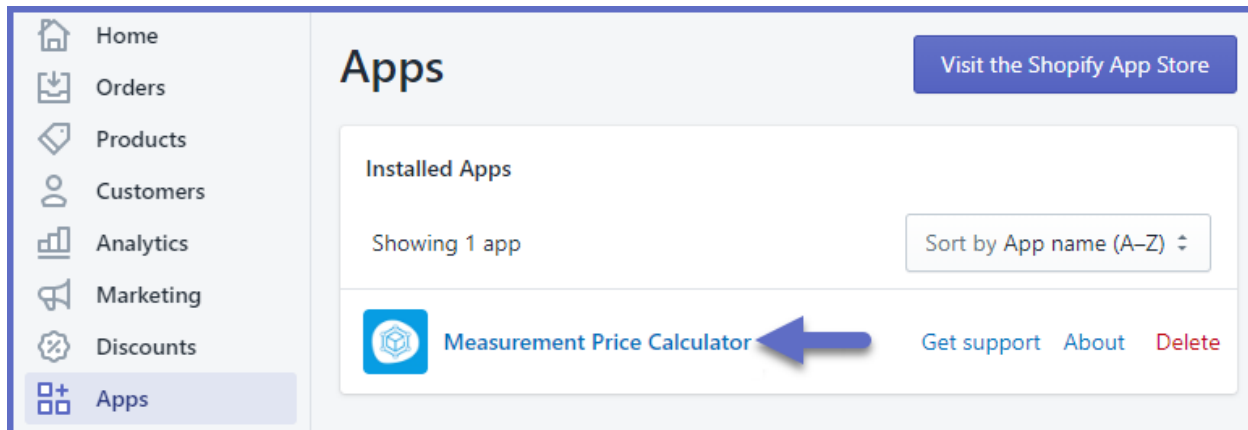 Home
Orders
Products
Customers
Analytics
Marketing
Discounts
Apps
Apps
Visit the Shopify App Store
Installed Apps
Showing 1 app
Sort by App name (A–Z)
Measurement Price Calculator
Get support About Delete